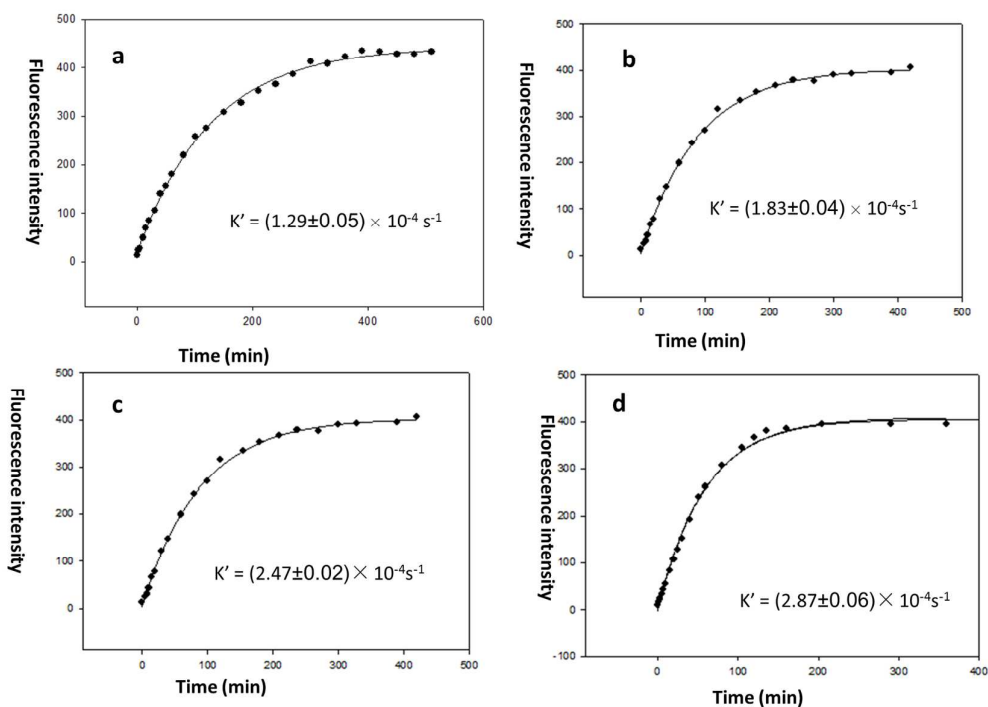 a
500
400
300
200
100
0
0 200 400 600
Fluorescence intensity
Time (min)
K’ = (1.29±0.05) × 10-4 s-1
b
500
400
300
200
100
0
0 100 200 300 400 500
Fluorescence intensity
Time (min)
K’ = (1.83±0.04) × 10-4s-1
c
500
400
300
200
100
0
0 100 200 300 400 500
Fluorescence intensity
Time (min)
K’ = (2.47±0.02)× 10-4s-1
d
500
400
300
200
100
0
-100
0 100 200 300 400
Fluorescence intensity
Time (min)
K’ = (2.87±0.06)× 10-4s-1